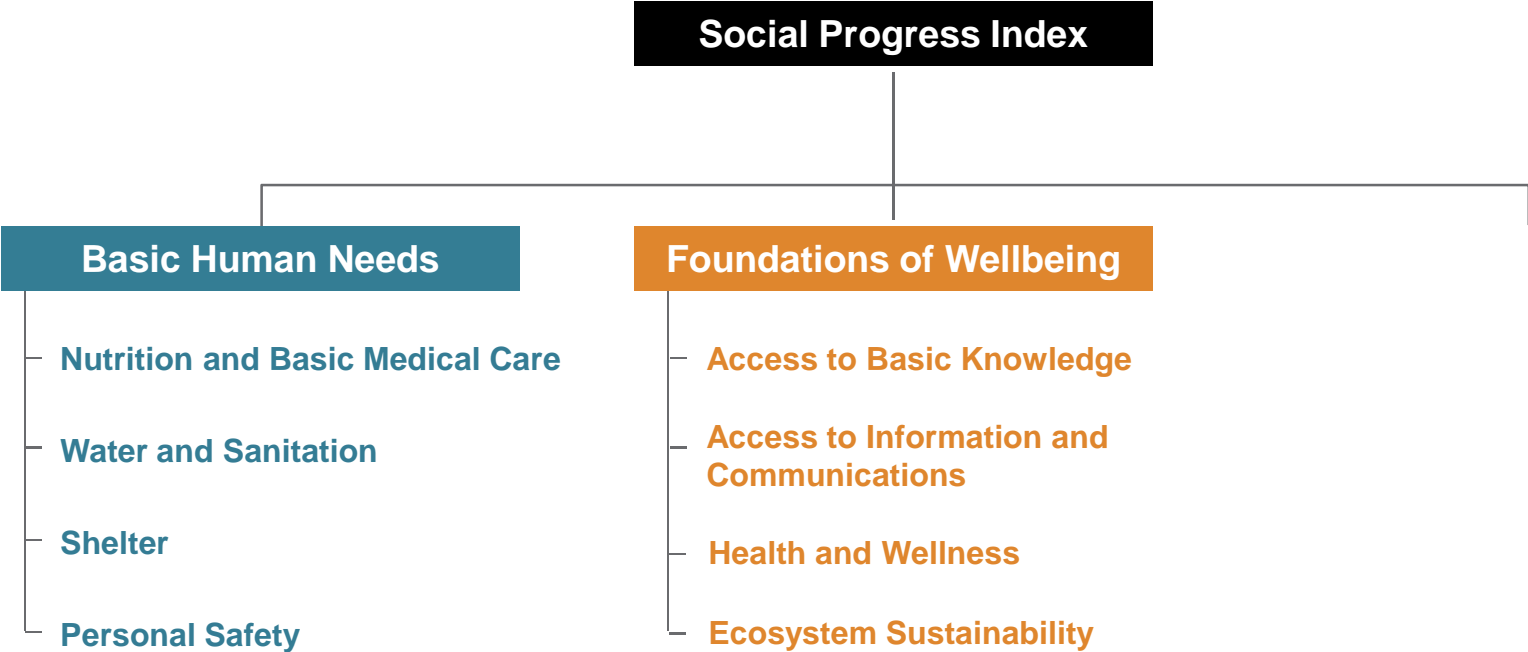 Social Progress Index
Basic Human Needs
Nutrition and Basic Medical Care
Water and Sanitation
Shelter
Personal Safety
Foundations of Wellbeing
Access to Basic Knowledge
Access to Information and
Communications
Health and Wellness
Ecosystem Sustainability